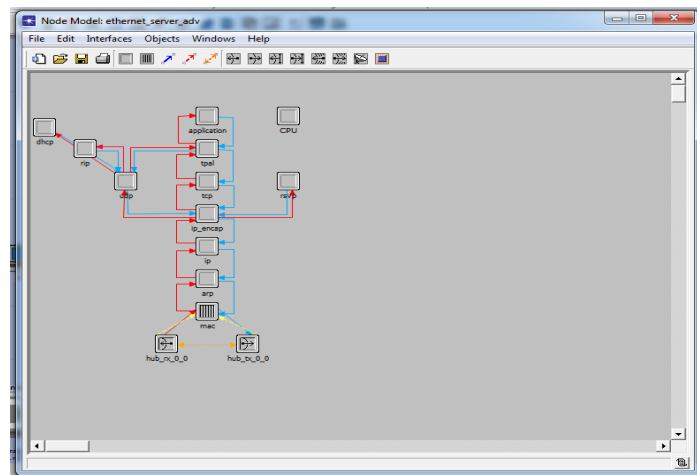 Node Model: ethernet_server_adv
File Edit Interfaces Objects Windows Help
application
CPU
dhcp
rip
tpal
udp
tcp
rsvp
ip_encap
ip
arp
mac
hub_rx_0_0
hub_tx_0_0